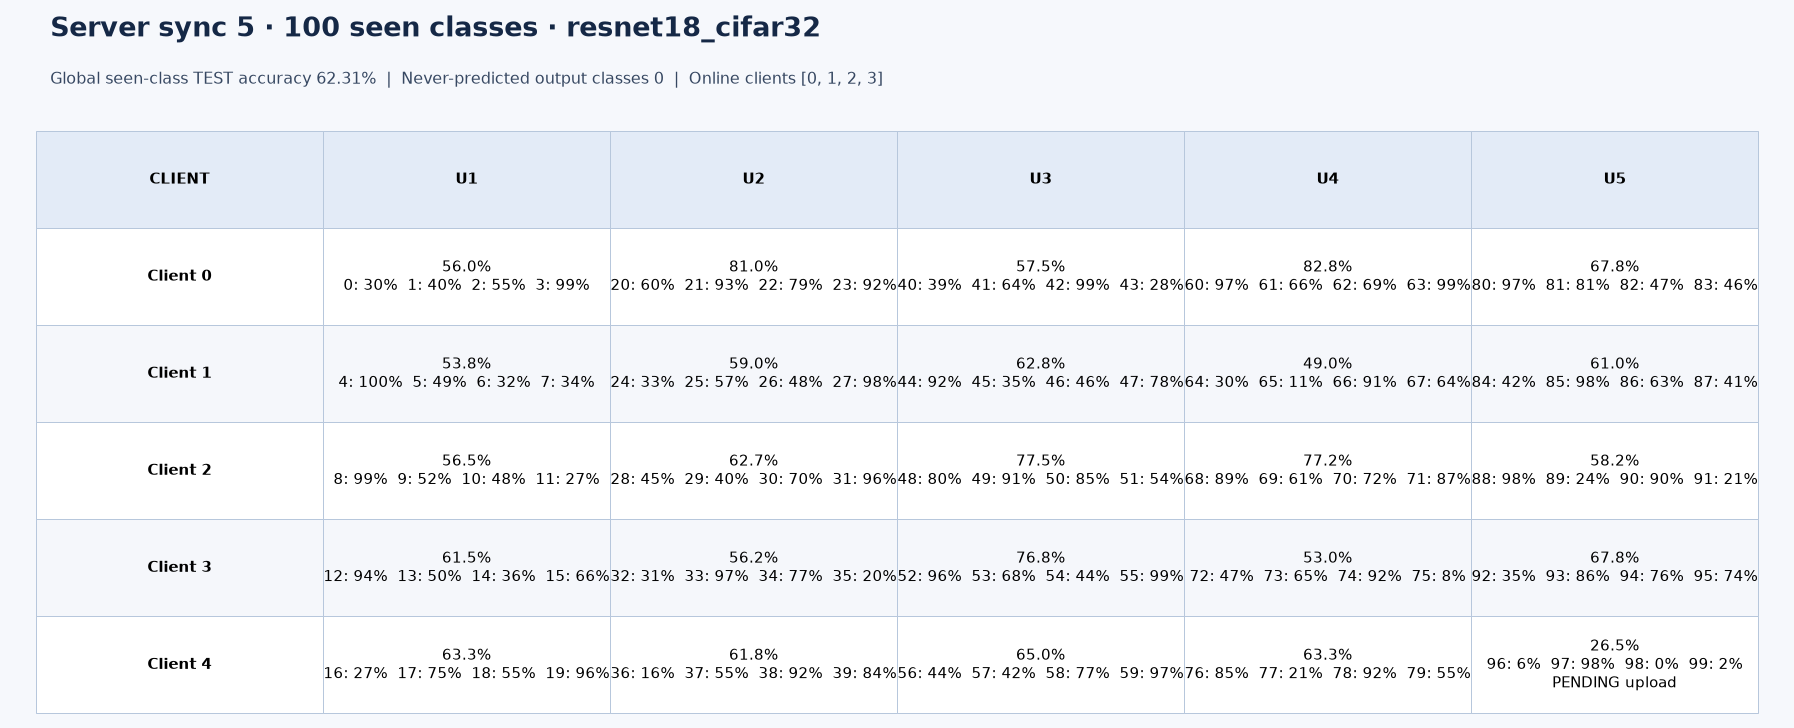 Server sync 5 · 100 seen classes · resnet18_cifar32
Global seen-class TEST accuracy 62.31% | Never-predicted output classes 0 | Online clients [0, 1, 2, 3]
CLIENT U1 U2 U3 U4 U5
Client 0
56.0% 81.0% 57.5% 82.8% 67.8%
0: 30% 1: 40% 2: 55% 3: 99% 20: 60% 21: 93% 22: 79% 23: 92% 40: 39% 41: 64% 42: 99% 43: 28% 60: 97% 61: 66% 62: 69% 63: 99% 80: 97% 81: 81% 82: 47% 83: 46%
Client 1
53.8% 59.0% 62.8% 49.0% 61.0%
4: 100% 5: 49% 6: 32% 7: 34% 24: 33% 25: 57% 26: 48% 27: 98% 44: 92% 45: 35% 46: 46% 47: 78% 64: 30% 65: 11% 66: 91% 67: 64% 84: 42% 85: 98% 86: 63% 87: 41%
Client 2
56.5% 62.7% 77.5% 77.2% 58.2%
8: 99% 9: 52% 10: 48% 11: 27% 28: 45% 29: 40% 30: 70% 31: 96% 48: 80% 49: 91% 50: 85% 51: 54% 68: 89% 69: 61% 70: 72% 71: 87% 88: 98% 89: 24% 90: 90% 91: 21%
Client 3
61.5% 56.2% 76.8% 53.0% 67.8%
12: 94% 13: 50% 14: 36% 15: 66% 32: 31% 33: 97% 34: 77% 35: 20% 52: 96% 53: 68% 54: 44% 55: 99% 72: 47% 73: 65% 74: 92% 75: 8% 92: 35% 93: 86% 94: 76% 95: 74%
Client 4
63.3% 61.8% 65.0% 63.3% 26.5%
16: 27% 17: 75% 18: 55% 19: 96% 36: 16% 37: 55% 38: 92% 39: 84% 56: 44% 57: 42% 58: 77% 59: 97% 76: 85% 77: 21% 78: 92% 79: 55% 96: 6% 97: 98% 98: 0% 99: 2%
PENDING upload